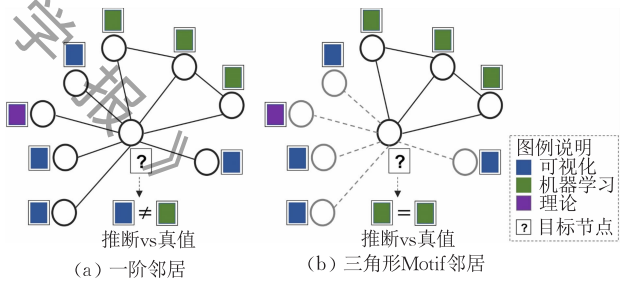 学报》
?
≠
推断vs真值
(a) 一阶邻居
?
=
推断vs真值
(b) 三角形Motif邻居
图例说明
可视化
机器学习
理论
? 目标节点